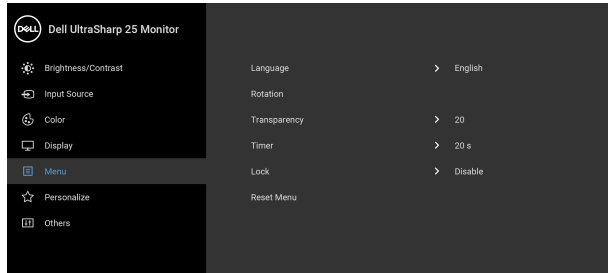 DELL Dell UltraSharp 25 Monitor
Brightness/Contrast
Input Source
Color
Display
Menu
Personalize
Others
Language > English
Rotation
Transparency > 20
Timer > 20 s
Lock > Disable
Reset Menu